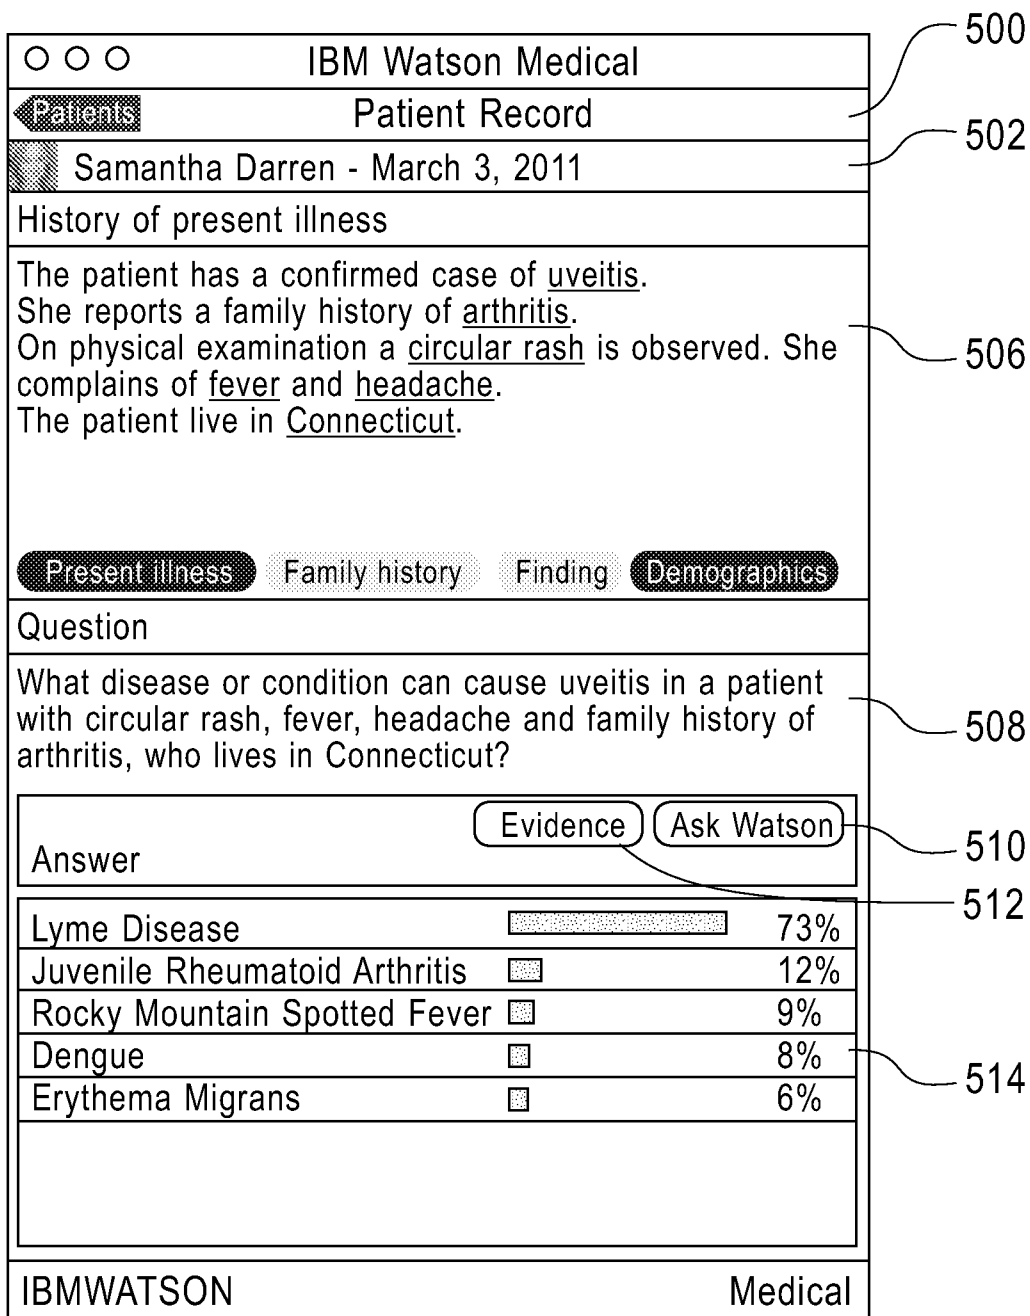 500
IBM Watson Medical
Patients Patient Record
502
Samantha Darren - March 3, 2011
History of present illness
The patient has a confirmed case of uveitis.
She reports a family history of arthritis.
On physical examination a circular rash is observed. She
506
complains of fever and headache.
The patient live in Connecticut.
Present illness Family history Finding Demographics
Question
What disease or condition can cause uveitis in a patient
with circular rash, fever, headache and family history of
508
arthritis, who lives in Connecticut?
Evidence Ask Watson
510
Answer
512
Lyme Disease 73%
Juvenile Rheumatoid Arthritis 12%
Rocky Mountain Spotted Fever 9%
Dengue 8%
514
Erythema Migrans 6%
IBMWATSON Medical